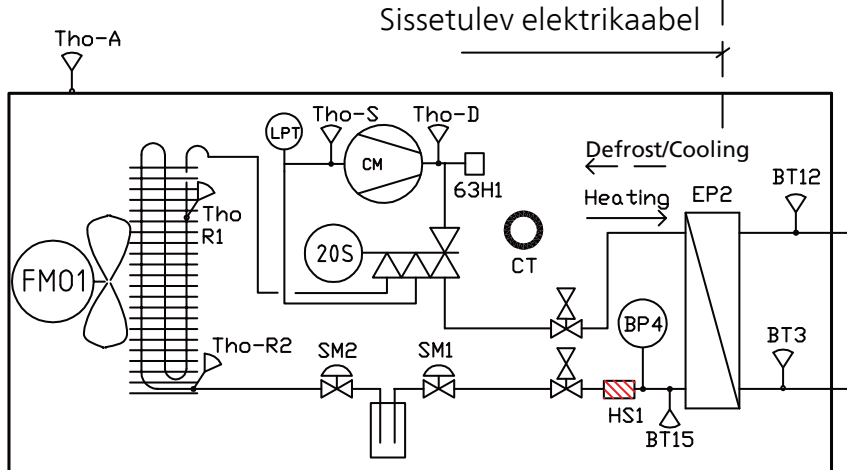 Sissetulev elektrikaabel
Tho-A
Tho-S
Tho-D
LPT
CM
63H1
Defrost/Cooling
Heating
EP2
BT12
Tho
R1
20S
CT
FM01
BP4
BT3
Tho-R2
SM2
SM1
HS1
BT15